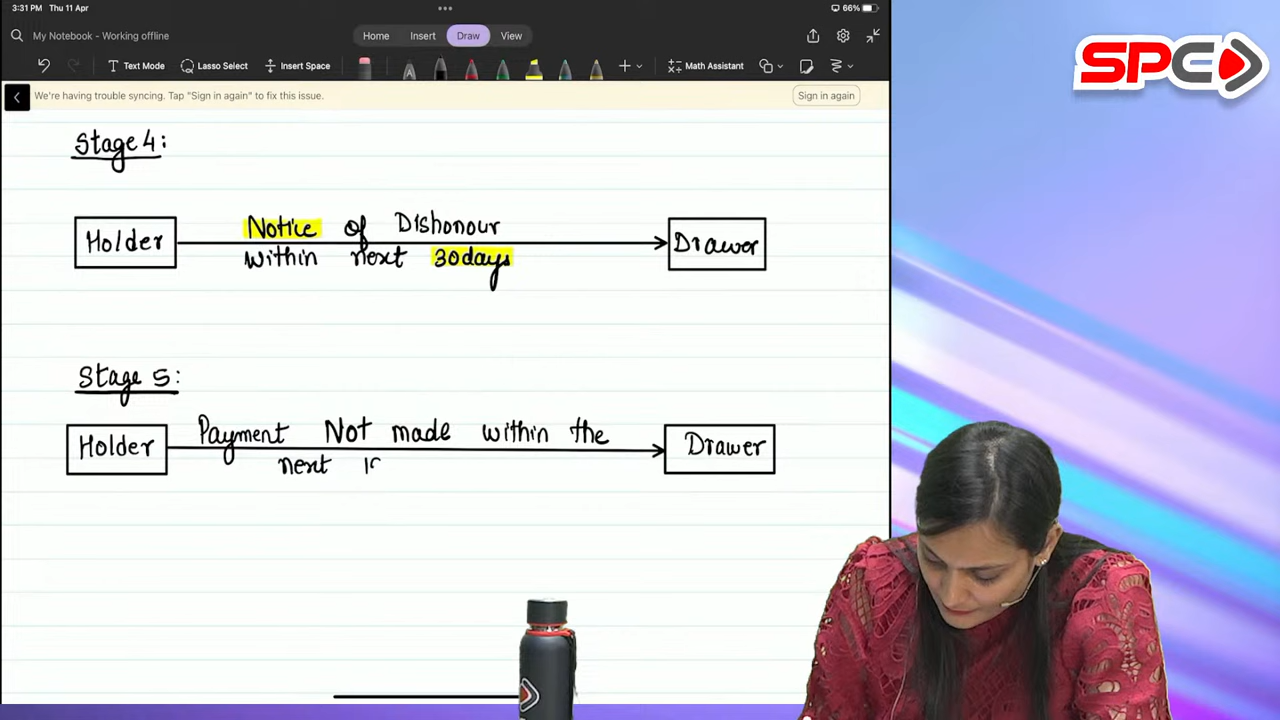 3:31 PM Thu 11 Apr
66%
My Notebook - Working offline
Home Insert Draw View
Text Mode Lasso Select Insert Space Math Assistant
We're having trouble syncing. Tap "Sign in again" to fix this issue. Sign in again
SPC
Stage 4:
Holder
Notice of Dishonour
within next 30days
Drawer
Stage 5:
Holder
Payment Not made within the
next
Drawer